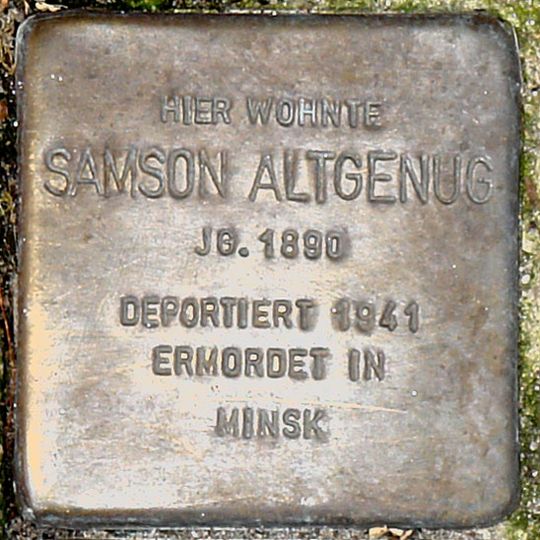 HIER WOHNTE
SAMSON ALTGENUG
JG. 1890
DEPORTIERT 1941
ERMORDET IN
MINSK